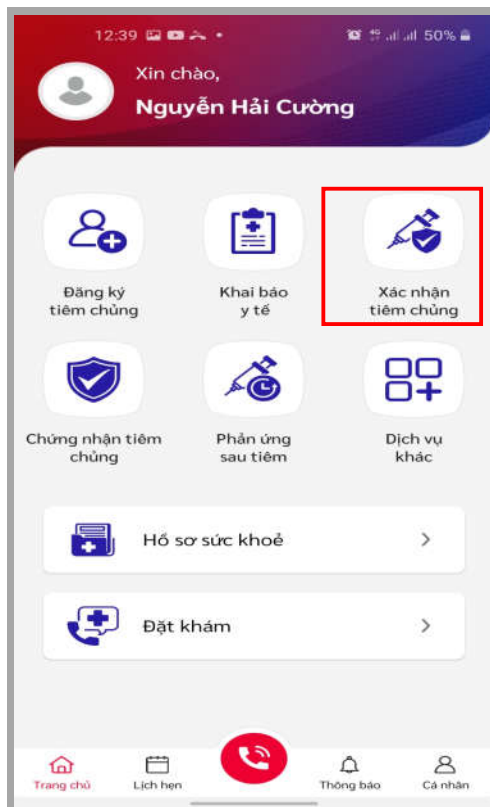 12:39
50%
Xin chào,
Nguyễn Hải Cường
Đăng ký
tiêm chủng
Khai báo
y tế
Xác nhận
tiêm chủng
Chứng nhận tiêm
chủng
Phản ứng
sau tiêm
Dịch vụ
khác
Hồ sơ sức khoẻ
Đặt khám
Trang chủ
Lịch hẹn
Thông báo
Cá nhân